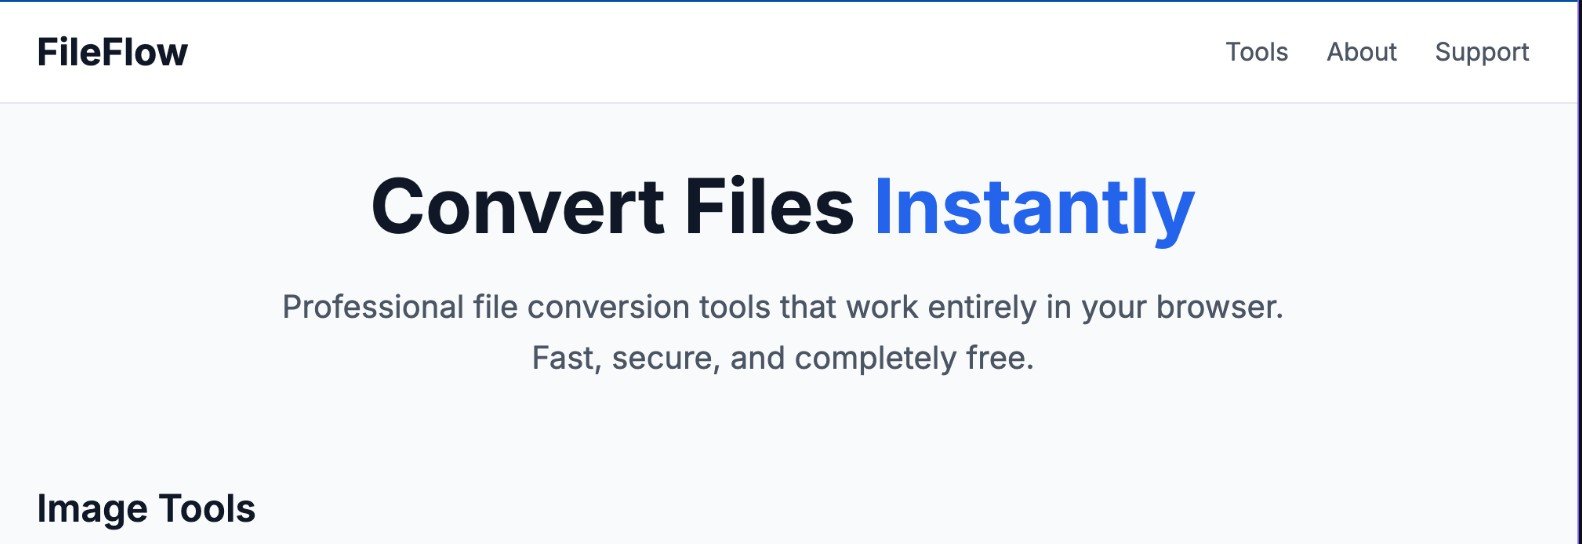 FileFlow
Tools About Support
Convert Files Instantly
Professional file conversion tools that work entirely in your browser.
Fast, secure, and completely free.
Image Tools